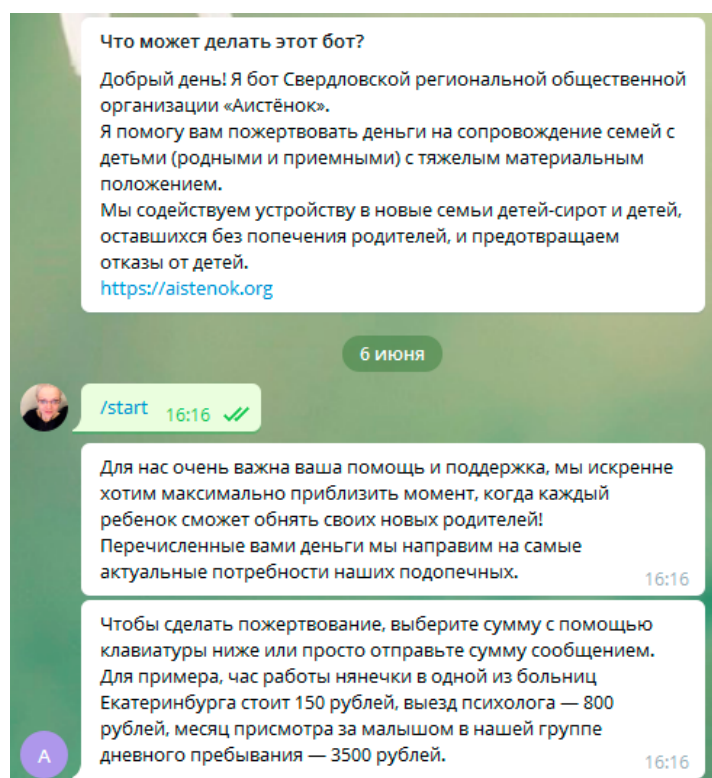 Что может делать этот бот?
Добрый день! Я бот Свердловской региональной общественной
организации «Аистёнок».
Я помогу вам пожертвовать деньги на сопровождение семей с
детьми (родными и приемными) с тяжелым материальным
положением.
Мы содействуем устройству в новые семьи детей-сирот и детей,
оставшихся без попечения родителей, и предотвращаем
отказы от детей.
https://aistenok.org
6 июня
/start 16:16
Для нас очень важна ваша помощь и поддержка, мы искренне
хотим максимально приблизить момент, когда каждый
ребенок сможет обнять своих новых родителей!
Перечисленные вами деньги мы направим на самые
актуальные потребности наших подопечных.
16:16
Чтобы сделать пожертвование, выберите сумму с помощью
клавиатуры ниже или просто отправьте сумму сообщением.
Для примера, час работы нянечки в одной из больниц
Екатеринбурга стоит 150 рублей, выезд психолога — 800
рублей, месяц присмотра за малышом в нашей группе
дневного пребывания — 3500 рублей.
16:16
А